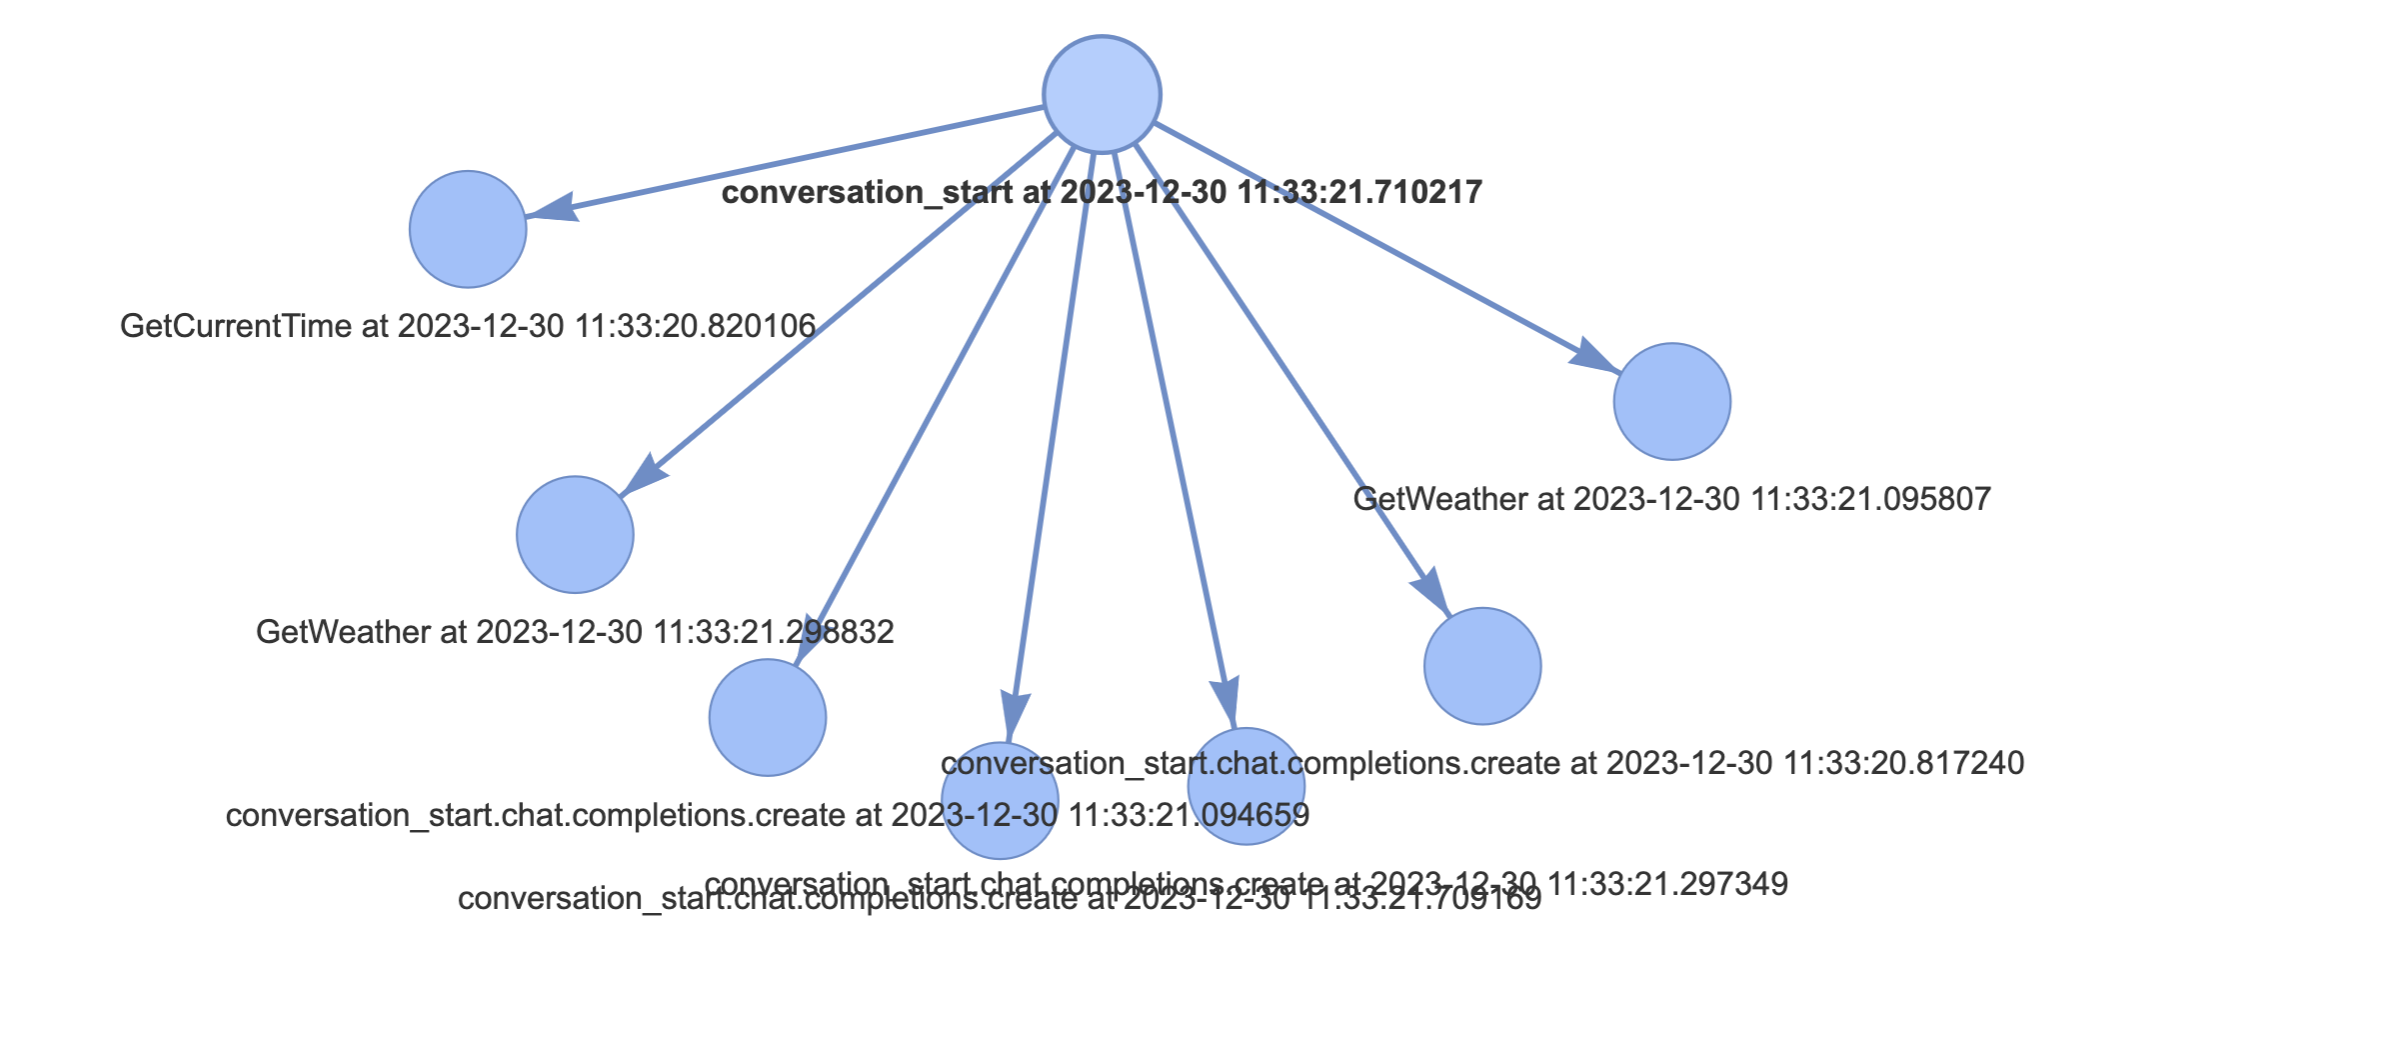 conversation_start at 2023-12-30 11:33:21.710217
GetCurrentTime at 2023-12-30 11:33:20.820106
GetWeather at 2023-12-30 11:33:21.095807
GetWeather at 2023-12-30 11:33:21.298832
conversation_start.chat.completions.create at 2023-12-30 11:33:20.817240
conversation_start.chat.completions.create at 2023-12-30 11:33:21.094659
conversation_start.chat.completions.create at 2023-12-30 11:33:21.297349
conversation_start.chat.completions.create at 2023-12-30 11:33:21.709169